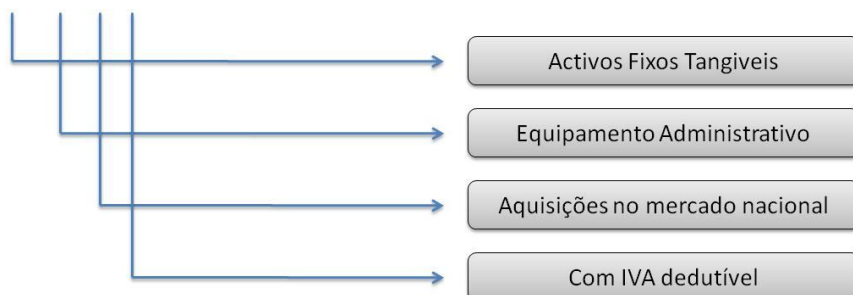 Activos Fixos Tangiveis
Equipamento Administrativo
Aquisições no mercado nacional
Com IVA dedutível